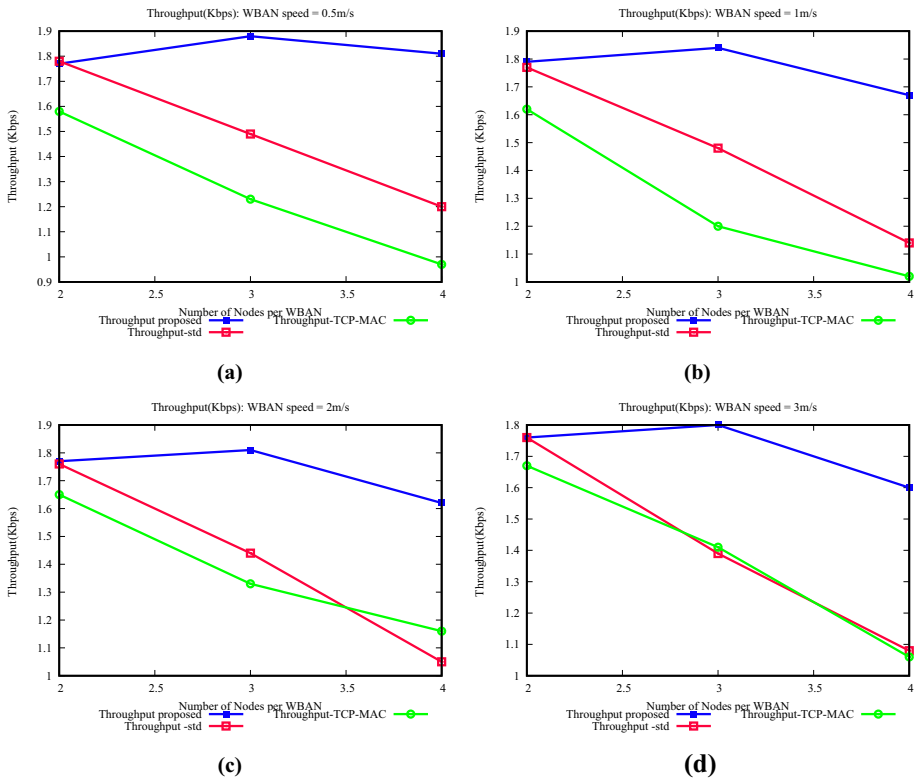 Throughput(Kbps): WBAN speed = 0.5m/s
1.9
1.8
1.7
1.6
1.5
1.4
1.3
1.2
1.1
1
0.9
Throughput (Kbps)
2 2.5 3 3.5 4
Number of Nodes per WBAN
Throughput proposed Throughput-TCP-MAC
Throughput-std
(a)
Throughput(Kbps): WBAN speed = 1m/s
1.9
1.8
1.7
1.6
1.5
1.4
1.3
1.2
1.1
1
Throughput (Kbps)
2 2.5 3 3.5 4
Number of Nodes per WBAN
Throughput proposed Throughput-TCP-MAC
Throughput-std
(b)
Throughput(Kbps): WBAN speed = 2m/s
1.9
1.8
1.7
1.6
1.5
1.4
1.3
1.2
1.1
1
Throughput(Kbps)
2 2.5 3 3.5 4
Number of Nodes per WBAN
Throughput proposed Throughput-TCP-MAC
Throughput -std
(c)
Throughput(Kbps): WBAN speed = 3m/s
1.8
1.7
1.6
1.5
1.4
1.3
1.2
1.1
1
Throughput (Kbps)
2 2.5 3 3.5 4
Number of Nodes per WBAN
Throughput proposed Throughput-TCP-MAC
Throughput -std
(d)